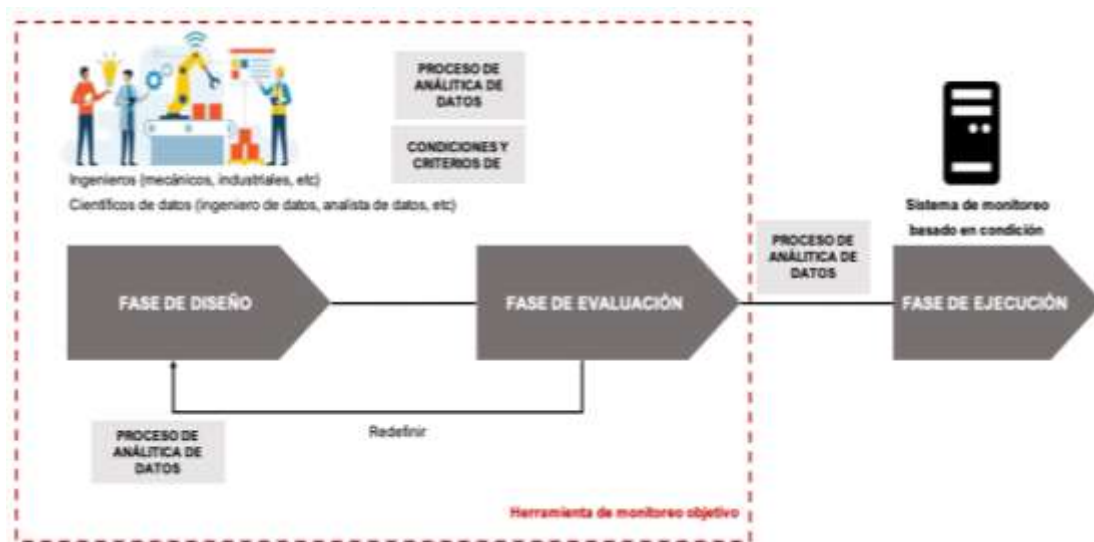 PROCESO DE
ANÁLITICA DE
DATOS
CONDICIONES Y
CRITERIOS DE
Ingenieros (mecánicos, industriales, etc)
Científicos de datos (ingeniero de datos, analista de datos, etc)
Sistema de monitoreo
basado en condición
PROCESO DE
ANÁLITICA DE
DATOS
FASE DE DISEÑO
FASE DE EVALUACIÓN
FASE DE EJECUCIÓN
Redefinir
PROCESO DE
ANÁLITICA DE
DATOS
Herramienta de monitoreo objetivo